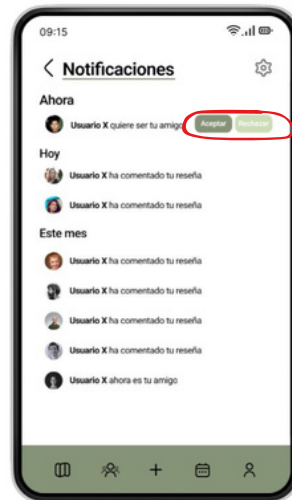 09:15
Notificaciones
Ahora
Usuario X quiere ser tu amigo
Aceptar
Rechazar
Hoy
Usuario X ha comentado tu reseña
Usuario X ha comentado tu reseña
Este mes
Usuario X ha comentado tu reseña
Usuario X ha comentado tu reseña
Usuario X ha comentado tu reseña
Usuario X ha comentado tu reseña
Usuario X ahora es tu amigo